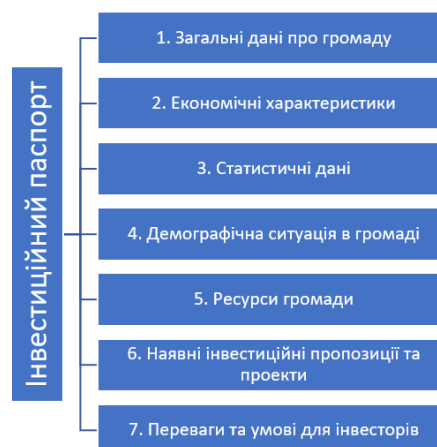 Інвестиційний паспорт
1. Загальні дані про громаду
2. Економічні характеристики
3. Статистичні дані
4. Демографічна ситуація в громаді
5. Ресурси громади
6. Наявні інвестиційні пропозиції та
проекти
7. Переваги та умові для інвесторів